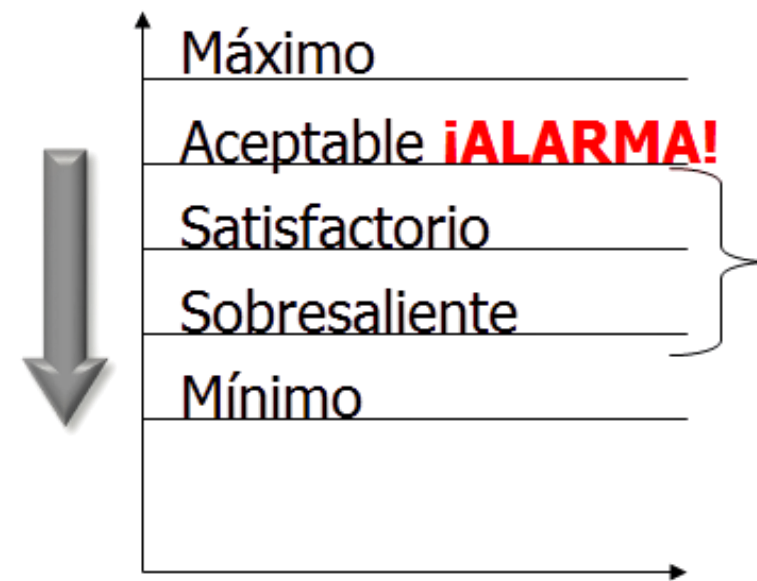 Máximo
Aceptable ¡ALARMA!
Satisfactorio
Sobresaliente
Mínimo